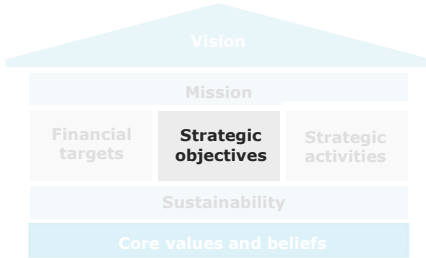 Vision
Mission
Financial
targets
Strategic
objectives
Strategic
activities
Sustainability
Core values and beliefs